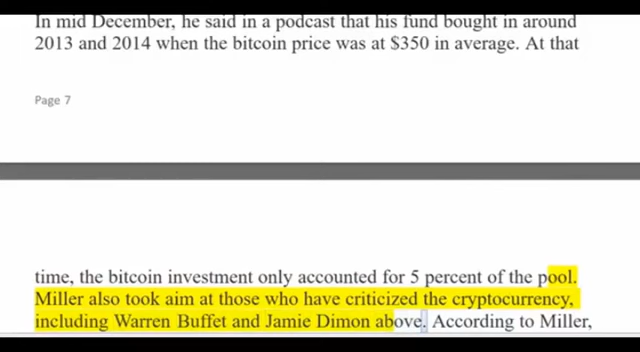 In mid December, he said in a podcast that his fund bought in around
2013 and 2014 when the bitcoin price was at $350 in average. At that
Page 7
time, the bitcoin investment only accounted for 5 percent of the pool.
Miller also took aim at those who have criticized the cryptocurrency,
including Warren Buffet and Jamie Dimon above. According to Miller,